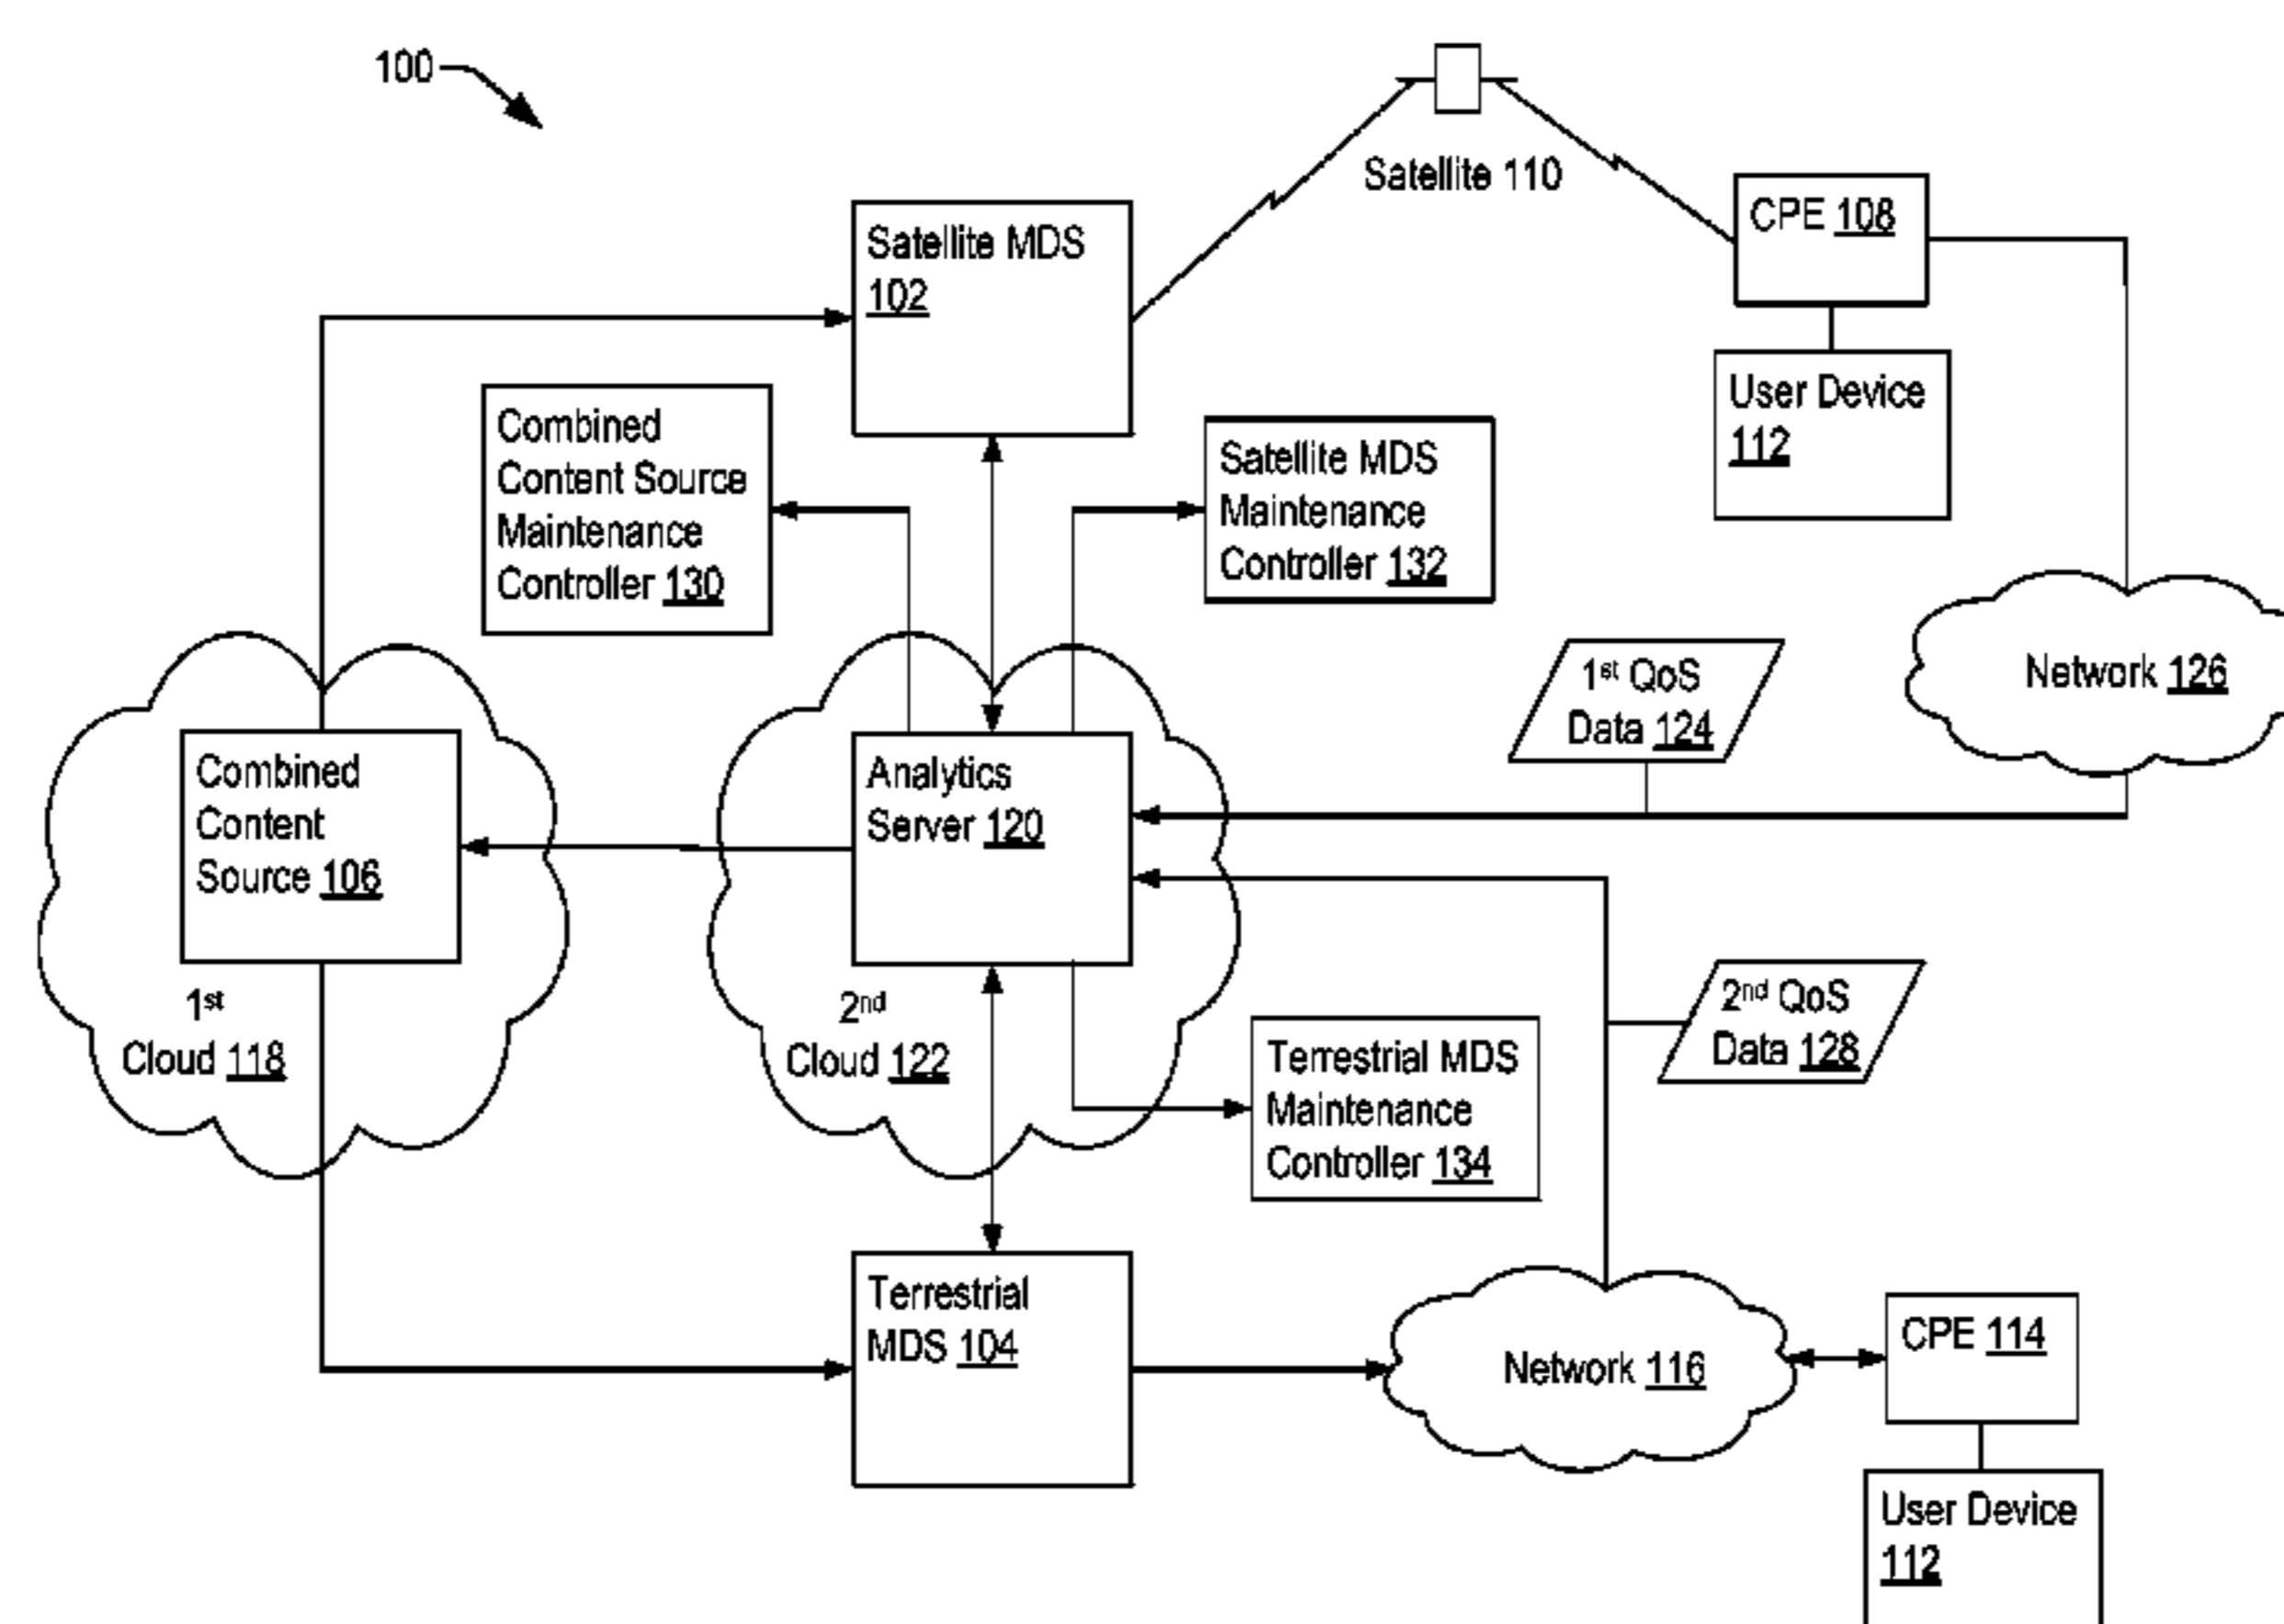 100
Satellite 110
CPE 108
Satellite MDS
102
User Device
112
Combined
Content Source
Maintenance
Controller 130
Satellite MDS
Maintenance
Controller 132
1st QoS
Data 124
Network 126
Combined
Content
Source 106
Analytics
Server 120
1st
Cloud 118
2nd
Cloud 122
2nd QoS
Data 128
Terrestrial MDS
Maintenance
Controller 134
Terrestrial
MDS 104
Network 116
CPE 114
User Device
112